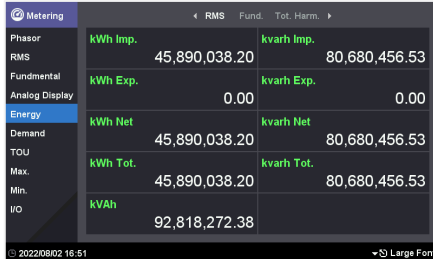 Metering
RMS Fund. Tot. Harm.
Phasor
RMS
Fundmental
Analog Display
Energy
Demand
TOU
Max.
Min.
I/O
kWh Imp. kvarh Imp.
45,890,038.20 80,680,456.53
kWh Exp. kvarh Exp.
0.00 0.00
kWh Net kvarh Net
45,890,038.20 80,680,456.53
kWh Tot. kvarh Tot.
45,890,038.20 80,680,456.53
kVAh
92,818,272.38
2022/08/02 16:51 Large Fon